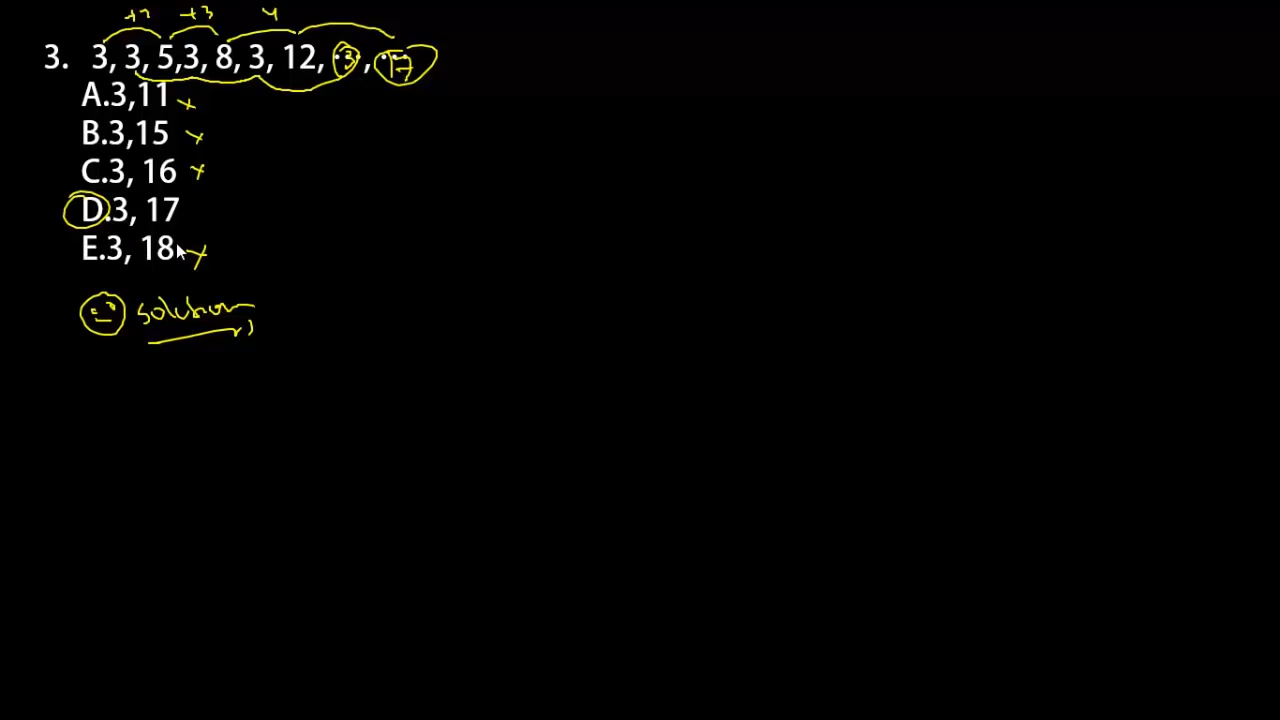 +2 +3 4
3. 3, 3, 5,3, 8, 3, 12, 3, 17
A.3,11 x
B.3,15 x
C.3, 16 x
D.3, 17
E.3, 18 x
solution